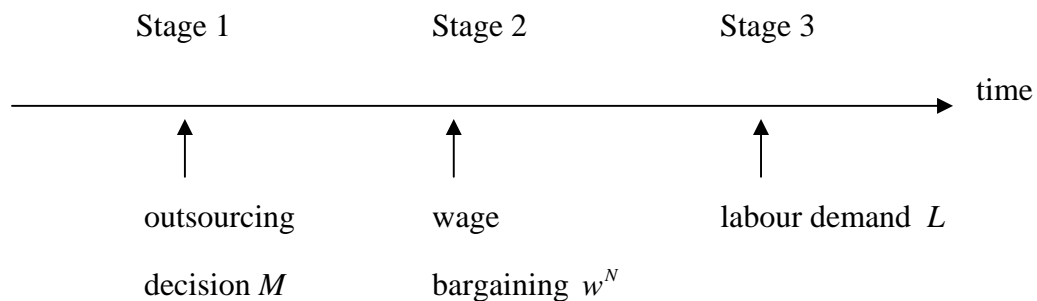 Stage 1 Stage 2 Stage 3
time
outsourcing wage labour demand L
decision M bargaining w^N